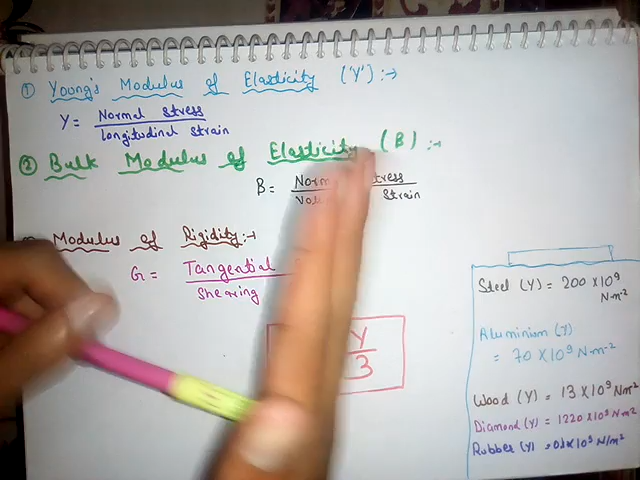 ① Young's Modulus of Elasticity ('Y') :→
Y = Normal Stress
Longitudinal Strain
② Bulk Modulus of Elasticity (B) :→
B = Stress
Strain
Modulus of Rigidity :→
G = Tangential
Shearing
Y
3
Steel (Y) = 200 × 10⁹
N·m⁻²
Aluminium (Y)
= 70 × 10⁹ N·m⁻²
Wood (Y) = 13 × 10⁹ N·m⁻²
Diamond (Y) = 1220 × 10⁹ N·m⁻²
Rubber (Y) =
N/m²